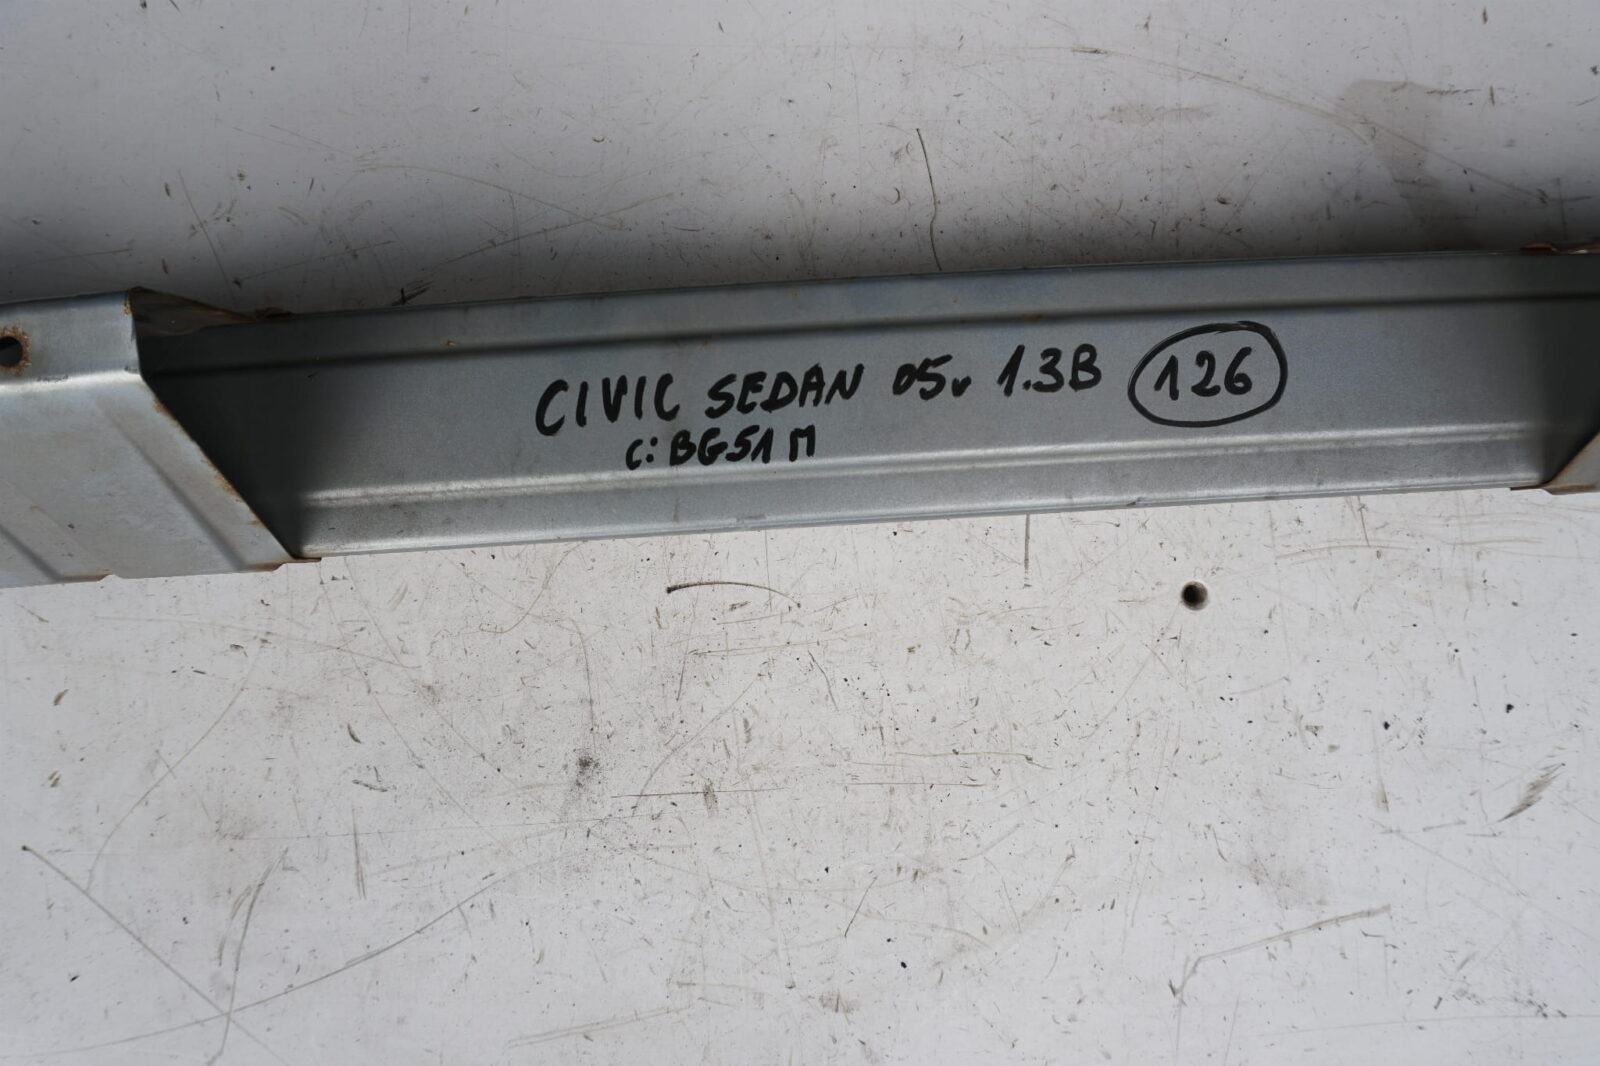 CIVIC SEDAN 05v 1.3B 126
C: BG51M